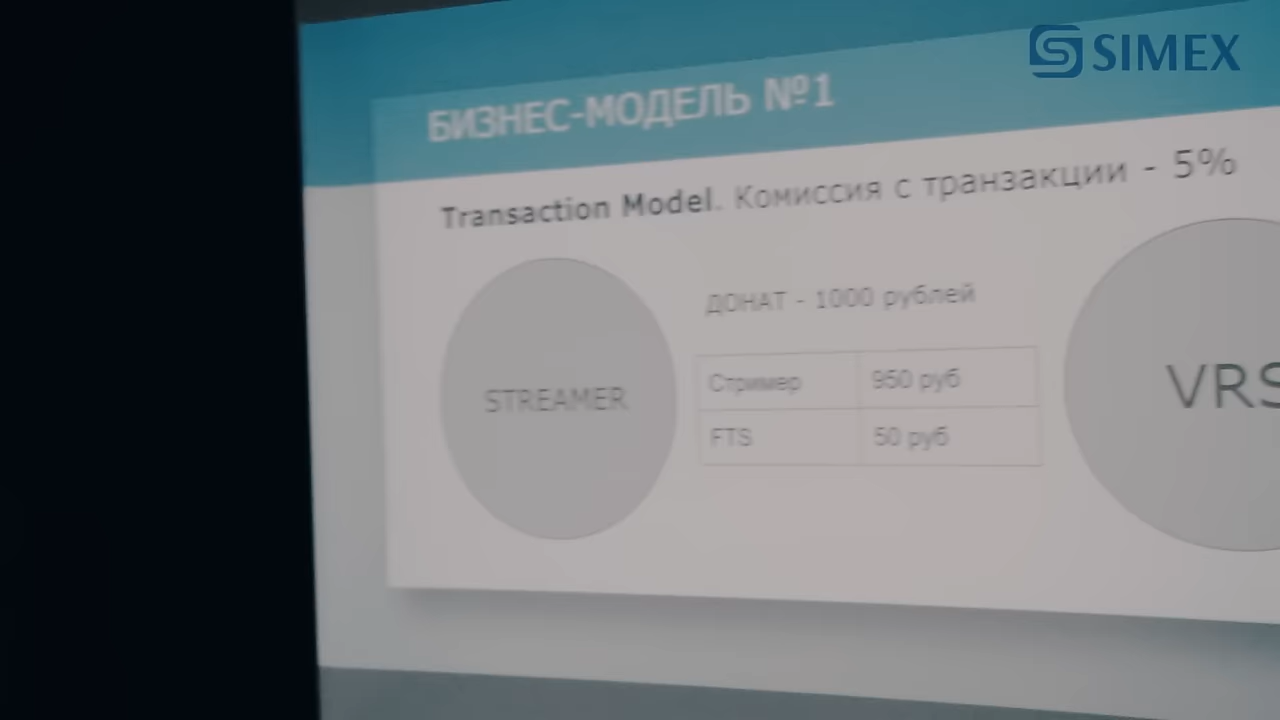 SIMEX
БИЗНЕС-МОДЕЛЬ №1
Transaction Model. Комиссия с транзакции - 5%
ДОНАТ - 1000 рублей
STREAMER
Стример 950 руб
FTS 50 руб
VRS